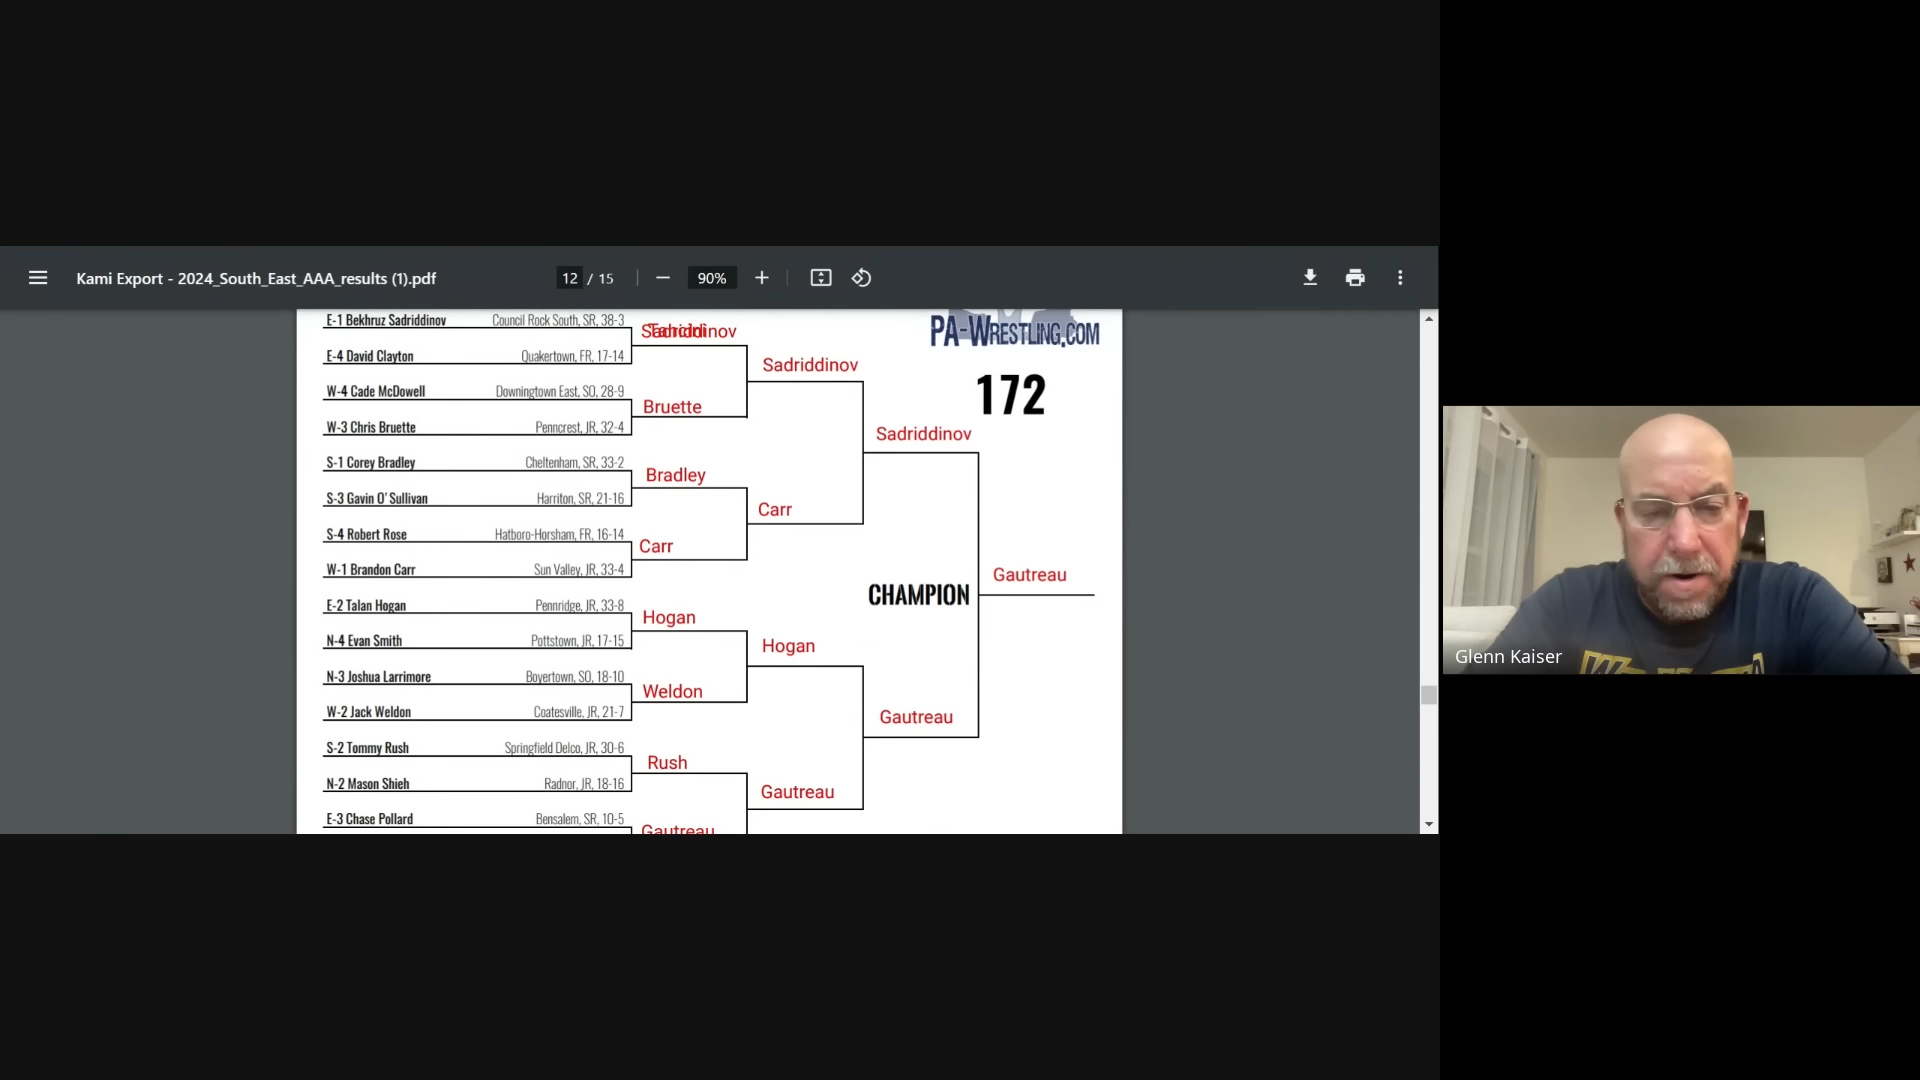 Kami Export - 2024_South_East_AAA_results (1).pdf
12 / 15
90%
E-1 Bekhruz Sadriddinov Council Rock South, SR, 38-3
Sadriddinov
PA-WRESTLING.COM
E-4 David Clayton Quakertown, FR, 17-14
Sadriddinov
172
W-4 Cade McDowell Downingtown East, SO, 28-9
Bruette
W-3 Chris Bruette Penncrest, JR, 32-4
Sadriddinov
S-1 Corey Bradley Cheltenham, SR, 33-2
Bradley
S-3 Gavin O'Sullivan Harriton, SR, 21-16
Carr
S-4 Robert Rose Hatboro-Horsham, FR, 16-14
Carr
W-1 Brandon Carr Sun Valley, JR, 33-4
Gautreau
CHAMPION
E-2 Talan Hogan Pennridge, JR, 33-8
Hogan
N-4 Evan Smith Pottstown, JR, 17-15
Hogan
Glenn Kaiser
N-3 Joshua Larrimore Boyertown, SO, 18-10
Weldon
W-2 Jack Weldon Coatesville, JR, 21-7
Gautreau
S-2 Tommy Rush Springfield Delco, JR, 30-6
Rush
N-2 Mason Shieh Radnor, JR, 18-16
Gautreau
E-3 Chase Pollard Bensalem, SR, 10-5
Gautreau